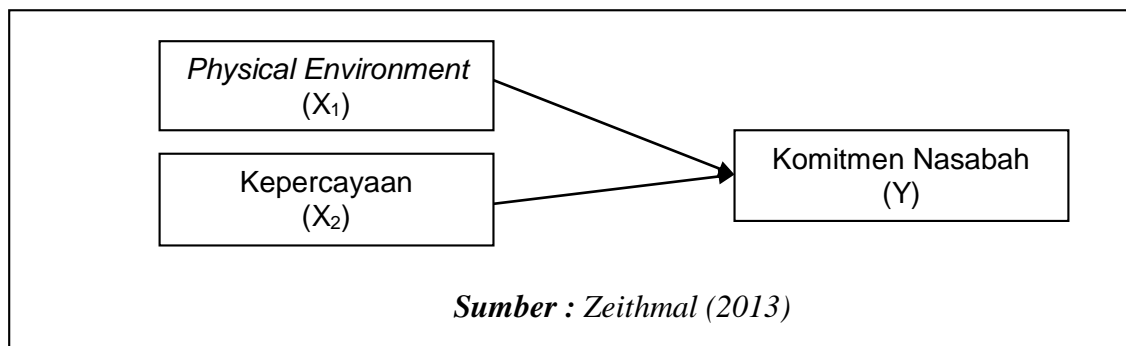 Physical Environment
(X₁)
Kepercayaan
(X₂)
Komitmen Nasabah
(Y)
Sumber : Zeithmal (2013)